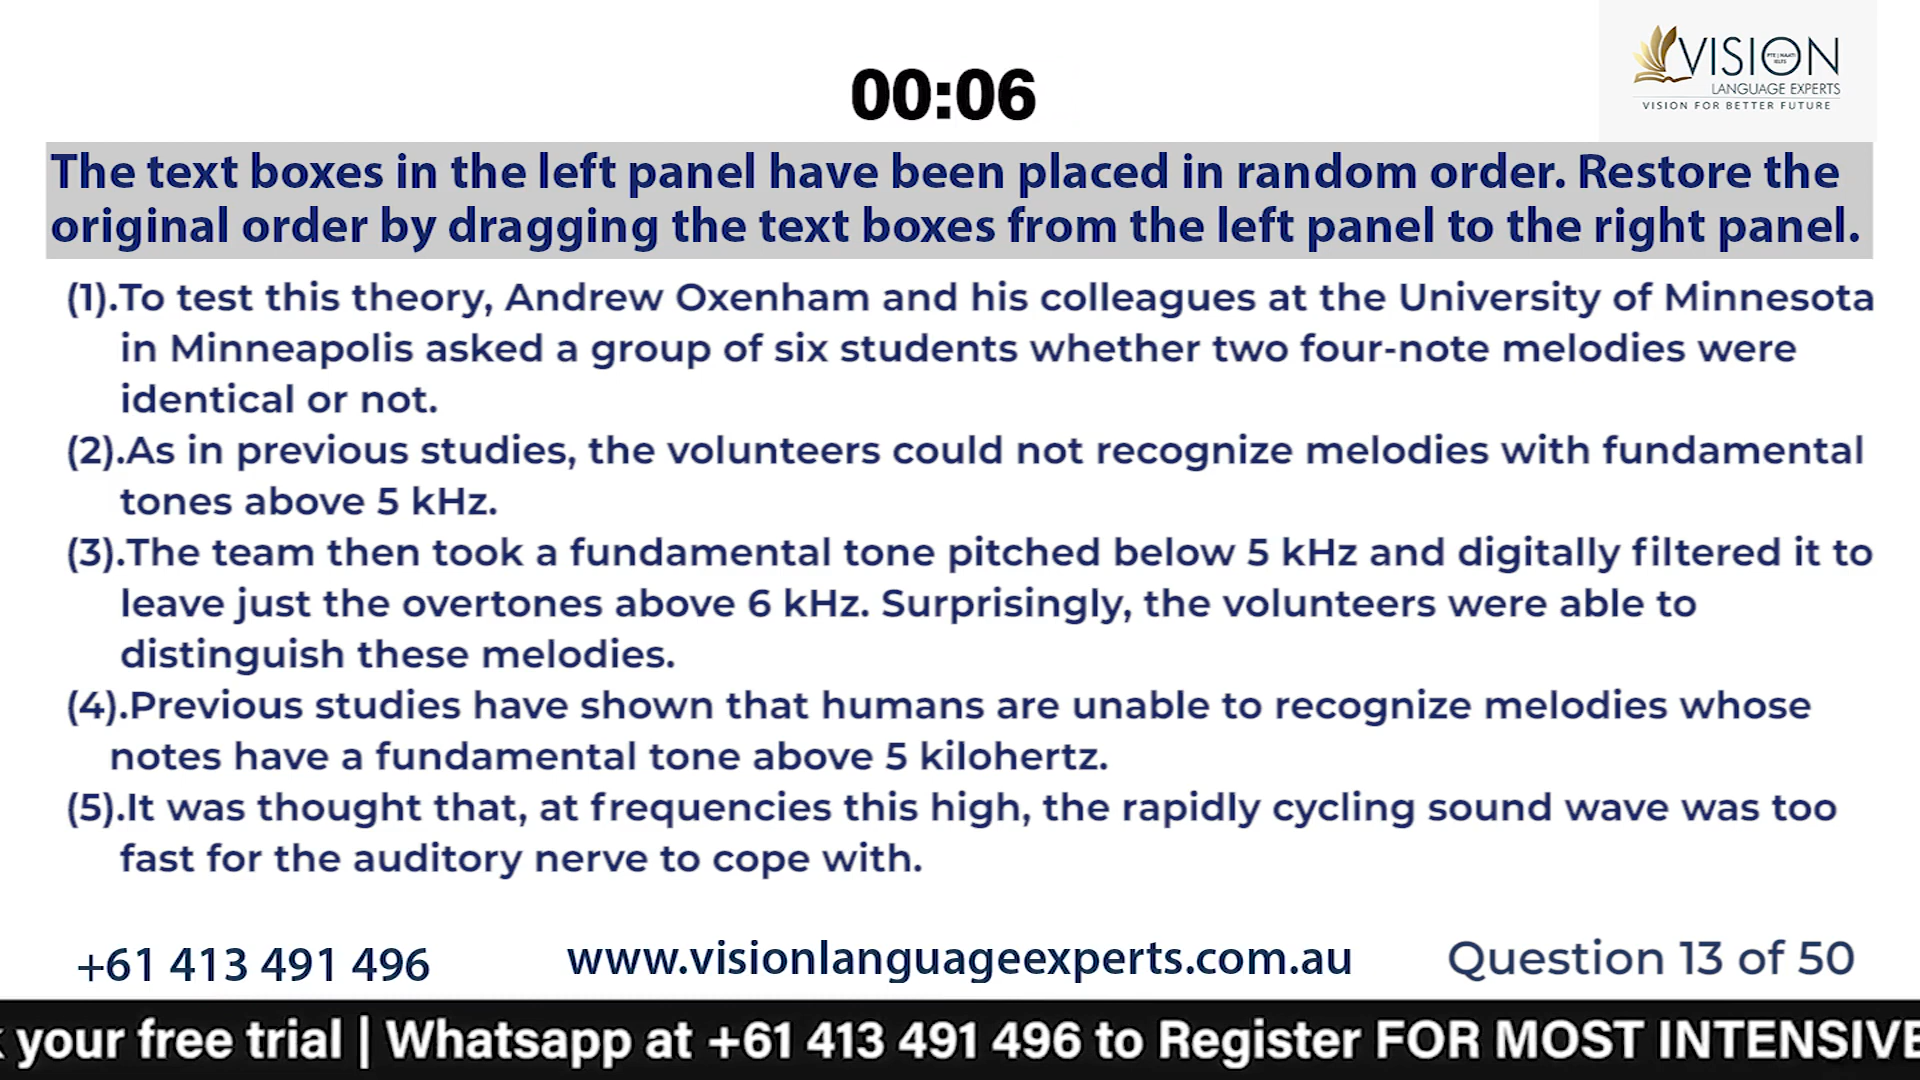 VISION
PTE | NAATI
IELTS
LANGUAGE EXPERTS
VISION FOR BETTER FUTURE
00:06
The text boxes in the left panel have been placed in random order. Restore the
original order by dragging the text boxes from the left panel to the right panel.
(1).To test this theory, Andrew Oxenham and his colleagues at the University of Minnesota
in Minneapolis asked a group of six students whether two four-note melodies were
identical or not.
(2).As in previous studies, the volunteers could not recognize melodies with fundamental
tones above 5 kHz.
(3).The team then took a fundamental tone pitched below 5 kHz and digitally filtered it to
leave just the overtones above 6 kHz. Surprisingly, the volunteers were able to
distinguish these melodies.
(4).Previous studies have shown that humans are unable to recognize melodies whose
notes have a fundamental tone above 5 kilohertz.
(5).It was thought that, at frequencies this high, the rapidly cycling sound wave was too
fast for the auditory nerve to cope with.
+61 413 491 496
www.visionlanguageexperts.com.au
Question 13 of 50
your free trial | Whatsapp at +61 413 491 496 to Register FOR MOST INTENSIVE